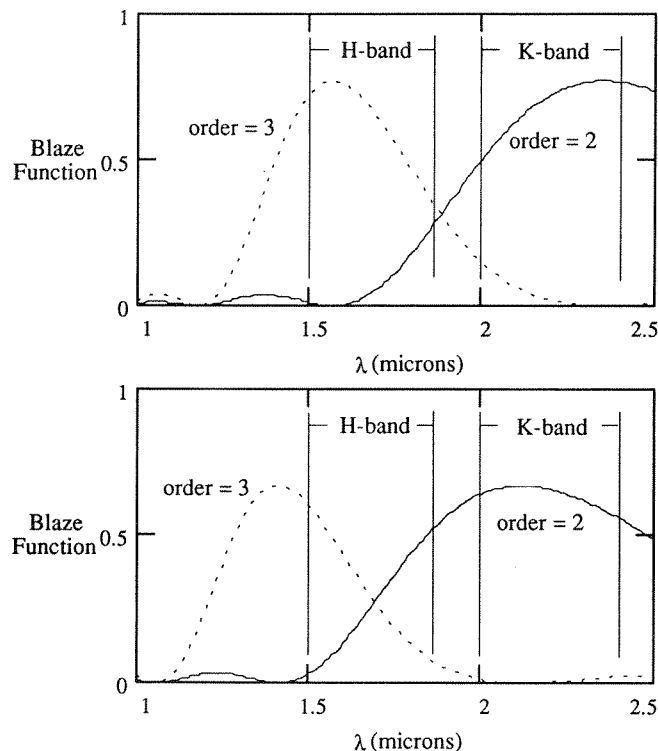 1
H-band
K-band
order = 3
order = 2
Blaze
Function
0.5
0
1
1.5
2
2.5
λ (microns)
1
H-band
K-band
order = 3
order = 2
Blaze
Function
0.5
0
1
1.5
2
2.5
λ (microns)